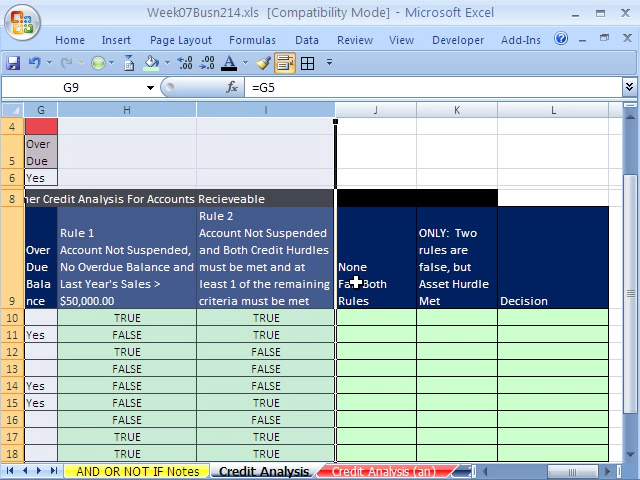 Week07Busn214.xls [Compatibility Mode] - Microsoft Excel
Home Insert Page Layout Formulas Data Review View Developer Add-Ins
G9 fx =G5
G H I J K L
4
5 Over Due
6 Yes
8 ner Credit Analysis For Accounts Recieveable
9
Over
Due
Bala
nce
Rule 1
Account Not Suspended,
No Overdue Balance and
Last Year's Sales >
$50,000.00
Rule 2
Account Not Suspended
and Both Credit Hurdles
must be met and at
least 1 of the remaining
criteria must be met
None
Both
Rules
ONLY: Two
rules are
false, but
Asset Hurdle
Met
Decision
10 TRUE TRUE
11 Yes FALSE TRUE
12 TRUE FALSE
13 FALSE FALSE
14 Yes FALSE TRUE
15 Yes FALSE TRUE
16 FALSE FALSE
17 TRUE TRUE
18 TRUE TRUE
AND OR NOT IF Notes Credit Analysis Credit Analysis (an)